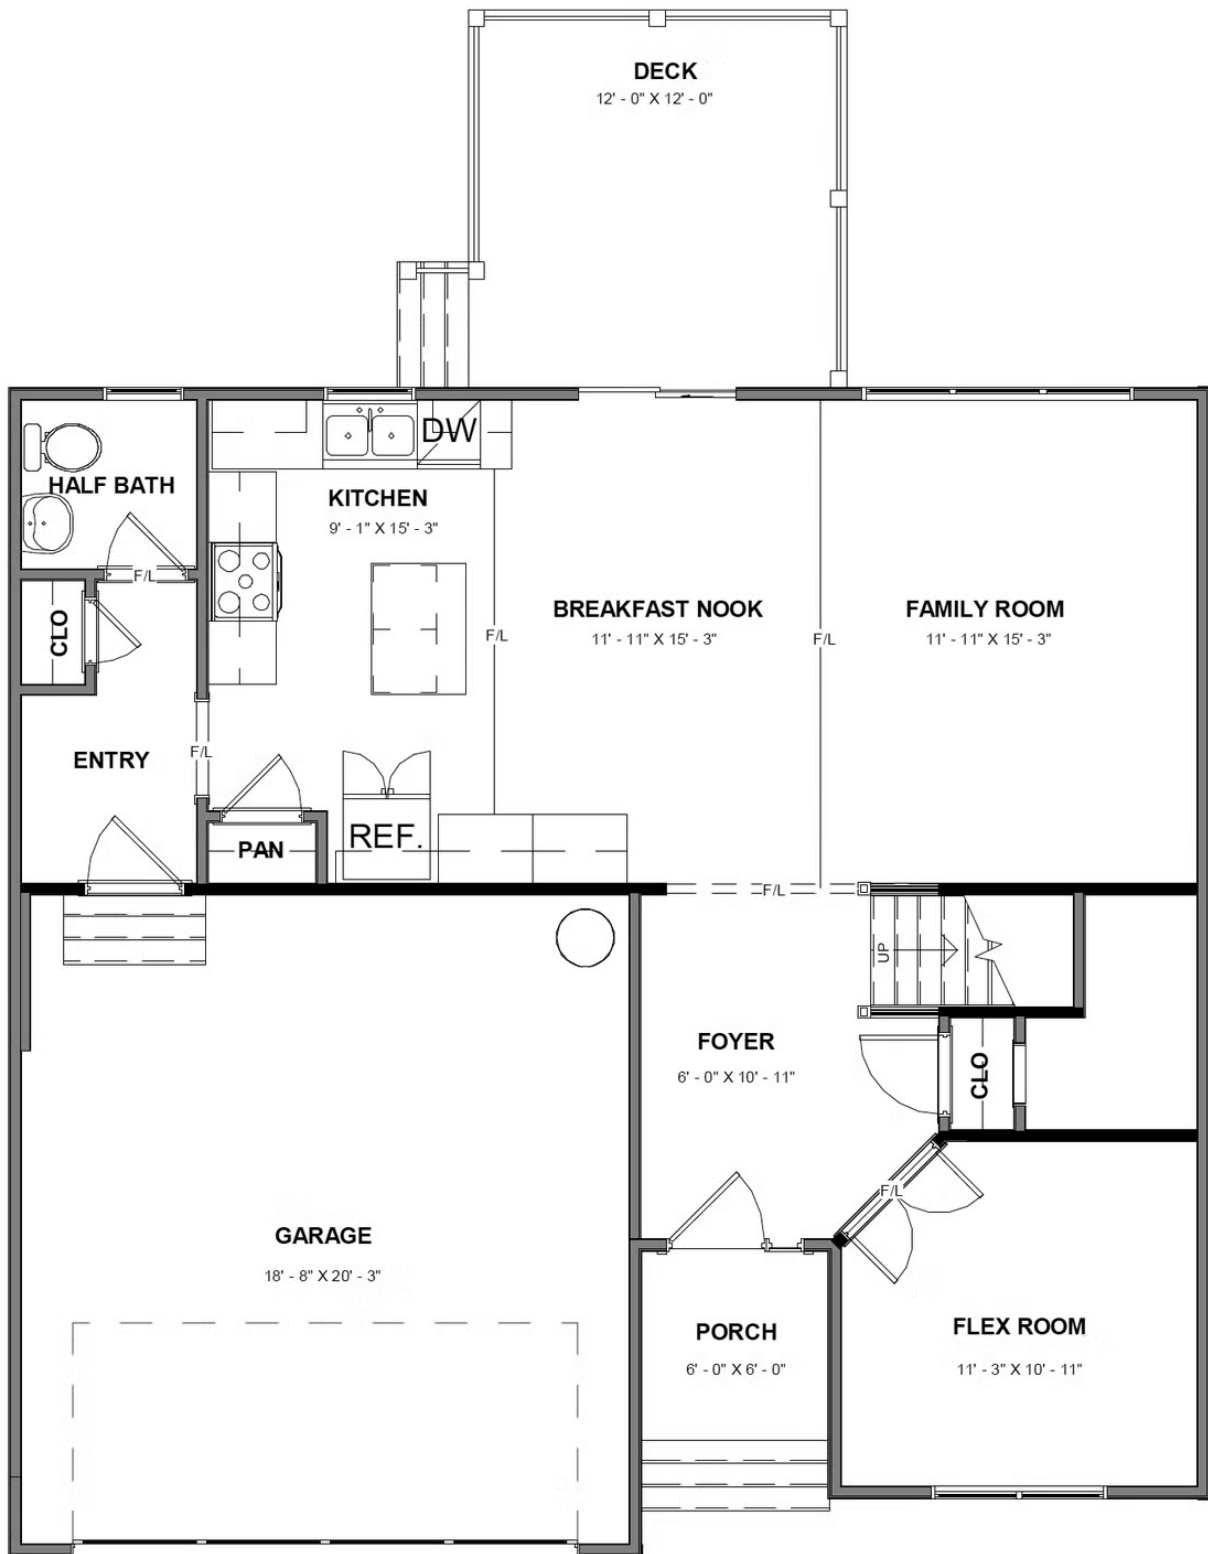 DECK
12' - 0" X 12' - 0"
DW
HALF BATH
KITCHEN
9' - 1" X 15' - 3"
F/L
CLO
BREAKFAST NOOK
11' - 11" X 15' - 3"
FAMILY ROOM
11' - 11" X 15' - 3"
F/L
F/L
ENTRY
F/L
PAN
REF.
F/L
UP
FOYER
6' - 0" X 10' - 11"
CLO
F/L
GARAGE
18' - 8" X 20' - 3"
PORCH
6' - 0" X 6' - 0"
FLEX ROOM
11' - 3" X 10' - 11"